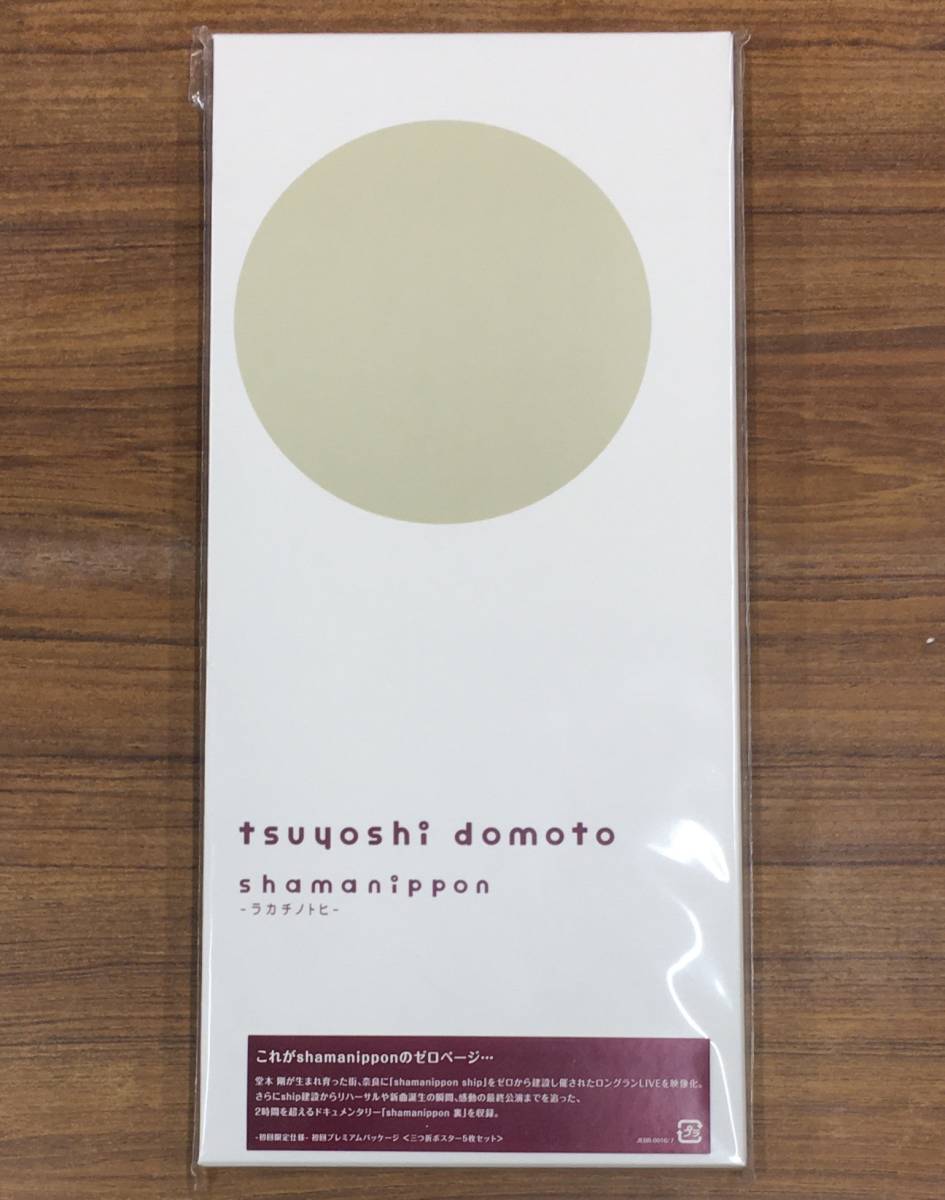 tsuyoshi domoto
shamanippon
-ラカチノトヒ-
これがshamanipponのゼロページ…
堂本 剛が生まれ育った街、奈良に「shamanippon ship」をゼロから建設し催されたロングランLIVEを映像化。
さらにship建設からリハーサルや新曲誕生の瞬間、感動の最終公演までを追った、
2時間を超えるドキュメンタリー「shamanippon 裏」を収録。
-初回限定仕様- 初回プレミアムパッケージ <三つ折ポスター5枚セット>
プラ